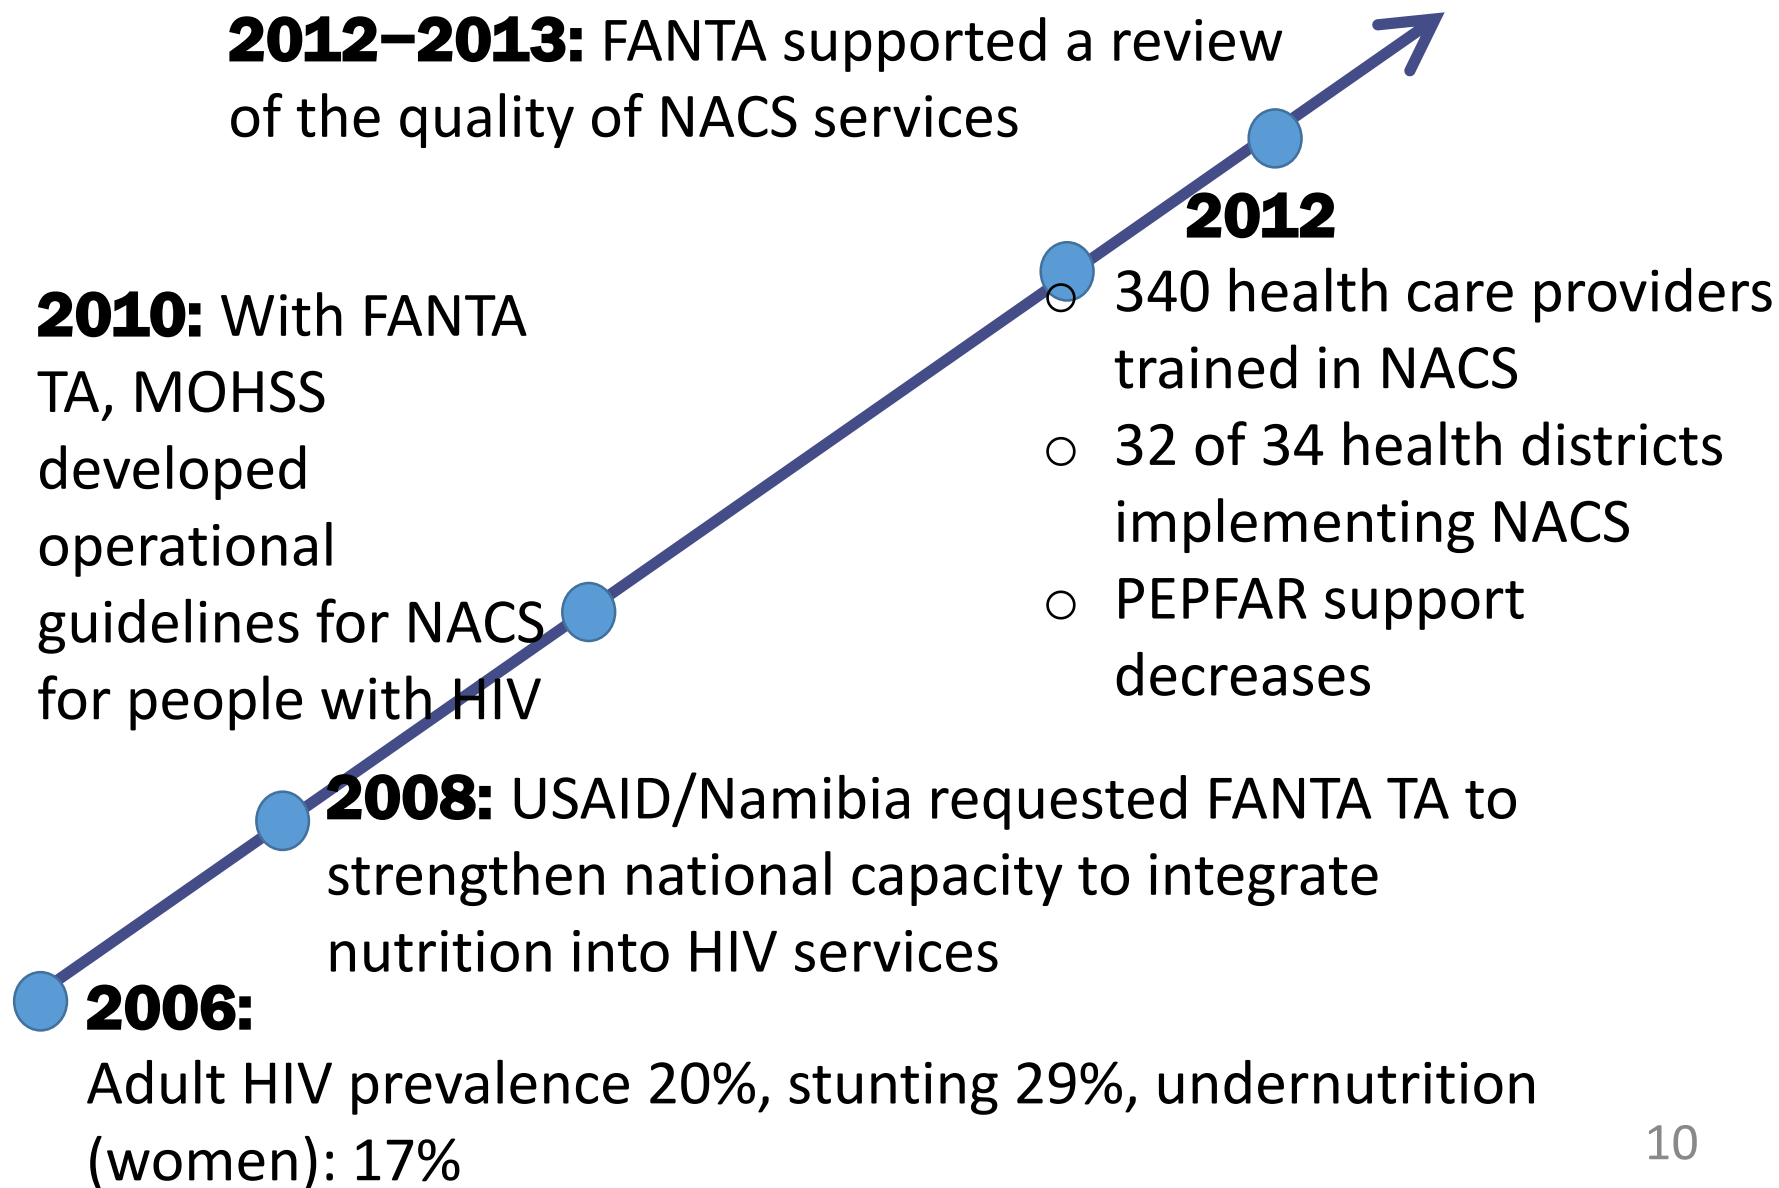 2012–2013: FANTA supported a review
of the quality of NACS services
2012
o 340 health care providers
trained in NACS
o 32 of 34 health districts
implementing NACS
o PEPFAR support
decreases
2010: With FANTA
TA, MOHSS
developed
operational
guidelines for NACS
for people with HIV
2008: USAID/Namibia requested FANTA TA to
strengthen national capacity to integrate
nutrition into HIV services
2006:
Adult HIV prevalence 20%, stunting 29%, undernutrition
(women): 17%
10